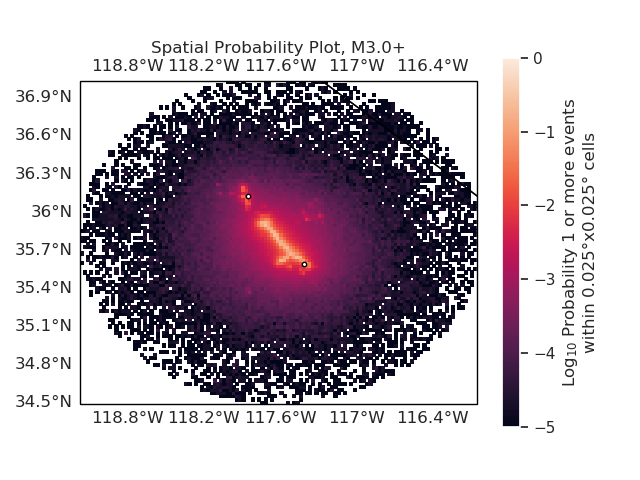 Spatial Probability Plot, M3.0+
118.8°W 118.2°W 117.6°W 117°W 116.4°W
36.9°N
36.6°N
36.3°N
36°N
35.7°N
35.4°N
35.1°N
34.8°N
34.5°N
118.8°W 118.2°W 117.6°W 117°W 116.4°W
0
−1
−2
−3
−4
−5
Log₁₀ Probability 1 or more events
within 0.025°x0.025° cells